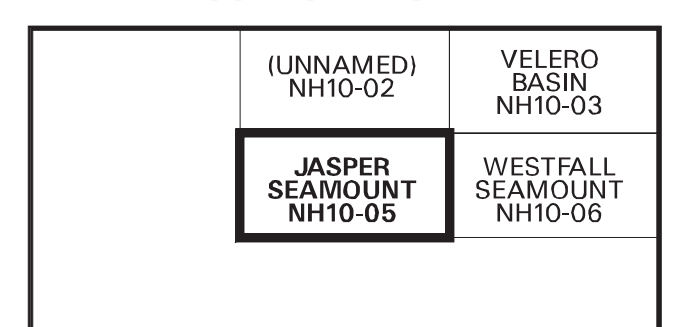 (UNNAMED)
NH10-02
VELERO
BASIN
NH10-03
JASPER
SEAMOUNT
NH10-05
WESTFALL
SEAMOUNT
NH10-06